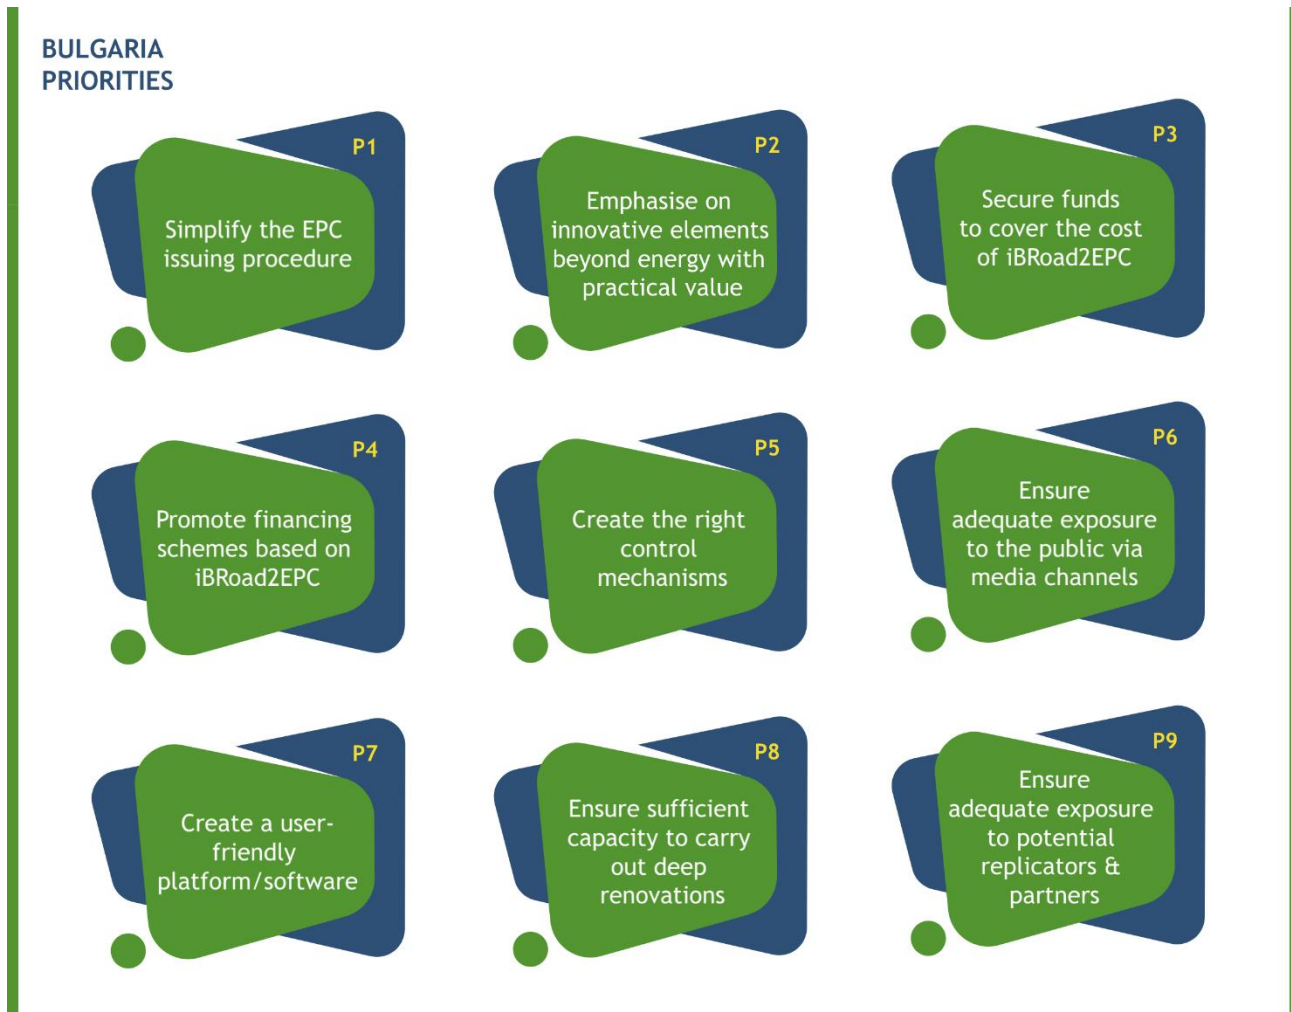 BULGARIA
PRIORITIES
P1
Simplify the EPC
issuing procedure
P2
Emphasise on
innovative elements
beyond energy with
practical value
P3
Secure funds
to cover the cost
of iBRoad2EPC
P4
Promote financing
schemes based on
iBRoad2EPC
P5
Create the right
control
mechanisms
P6
Ensure
adequate exposure
to the public via
media channels
P7
Create a user-
friendly
platform/software
P8
Ensure sufficient
capacity to carry
out deep
renovations
P9
Ensure
adequate exposure
to potential
replicators &
partners